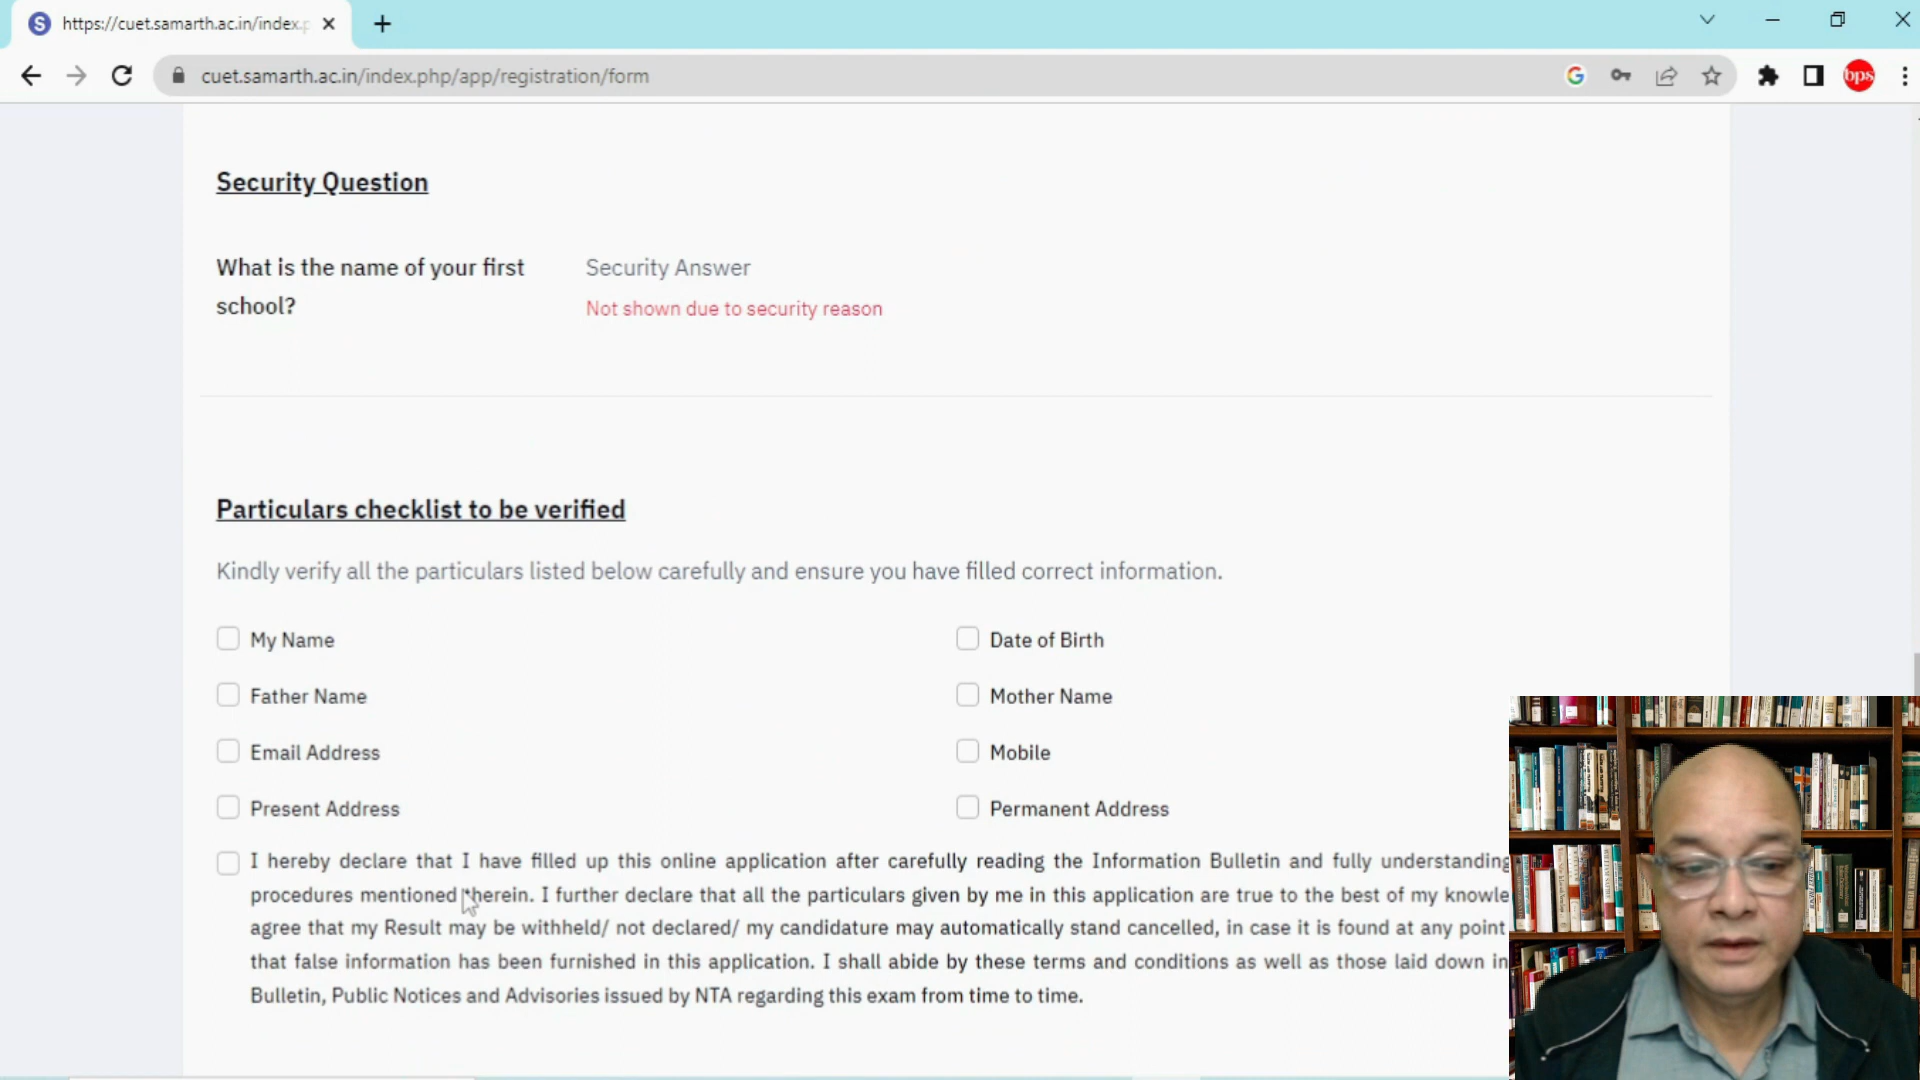 https://cuet.samarth.ac.in/index.p
cuet.samarth.ac.in/index.php/app/registration/form
bps
Security Question
What is the name of your first
school?
Security Answer
Not shown due to security reason
Particulars checklist to be verified
Kindly verify all the particulars listed below carefully and ensure you have filled correct information.
My Name
Date of Birth
Father Name
Mother Name
Email Address
Mobile
Present Address
Permanent Address
I hereby declare that I have filled up this online application after carefully reading the Information Bulletin and fully understanding
procedures mentioned therein. I further declare that all the particulars given by me in this application are true to the best of my knowle
agree that my Result may be withheld/ not declared/ my candidature may automatically stand cancelled, in case it is found at any point
that false information has been furnished in this application. I shall abide by these terms and conditions as well as those laid down in
Bulletin, Public Notices and Advisories issued by NTA regarding this exam from time to time.